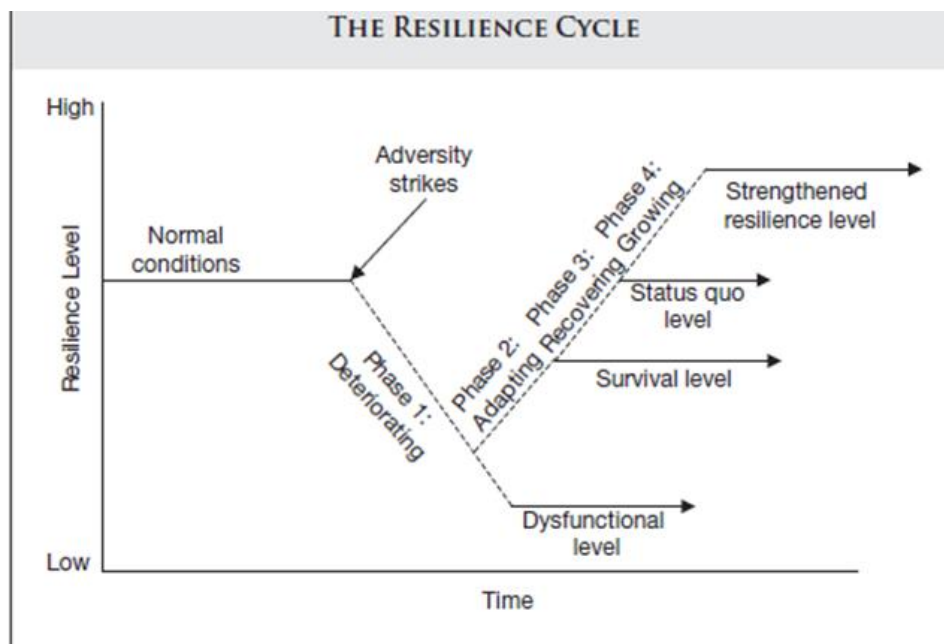 THE RESILIENCE CYCLE
High
Adversity
strikes
Normal
conditions
Resilience Level
Phase 1:
Deteriorating
Phase 2: Phase 3: Phase 4:
Adapting Recovering Growing
Strengthened
resilience level
Status quo
level
Survival level
Dysfunctional
level
Low
Time